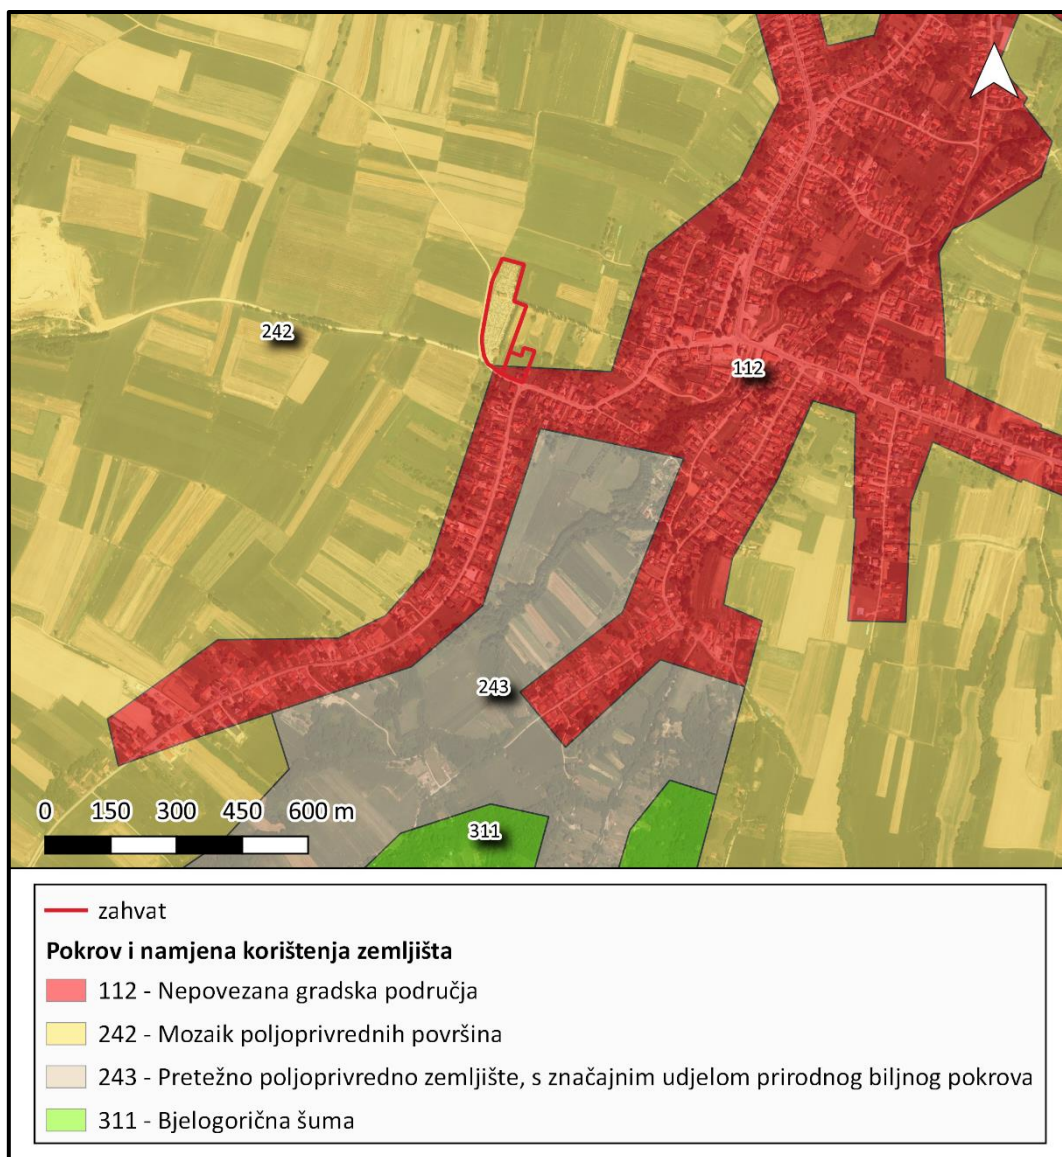 242
112
243
311
0 150 300 450 600 m
zahvat
Pokrov i namjena korištenja zemljišta
112 - Nepovezana gradska područja
242 - Mozaik poljoprivrednih površina
243 - Pretežno poljoprivredno zemljište, s značajnim udjelom prirodnog biljnog pokrova
311 - Bjelogorična šuma